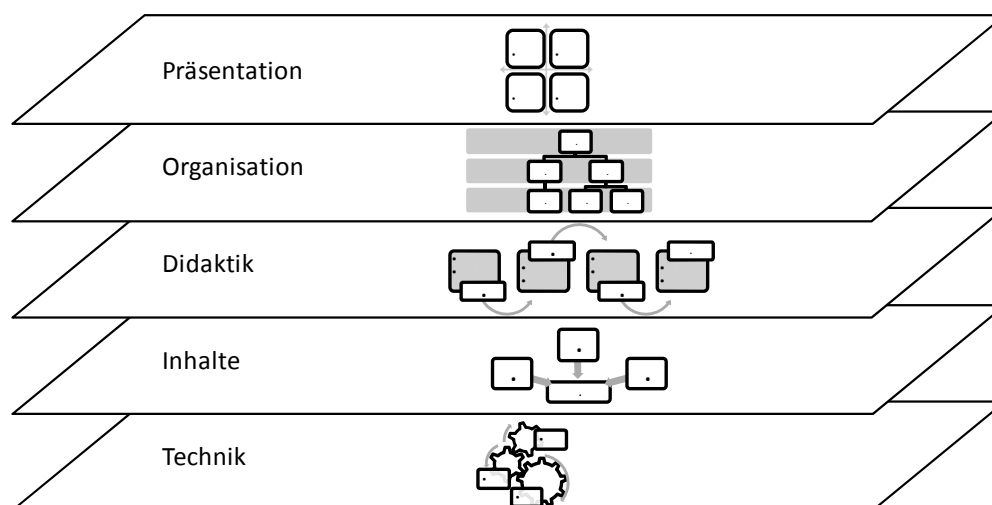 Präsentation
Organisation
Didaktik
Inhalte
Technik